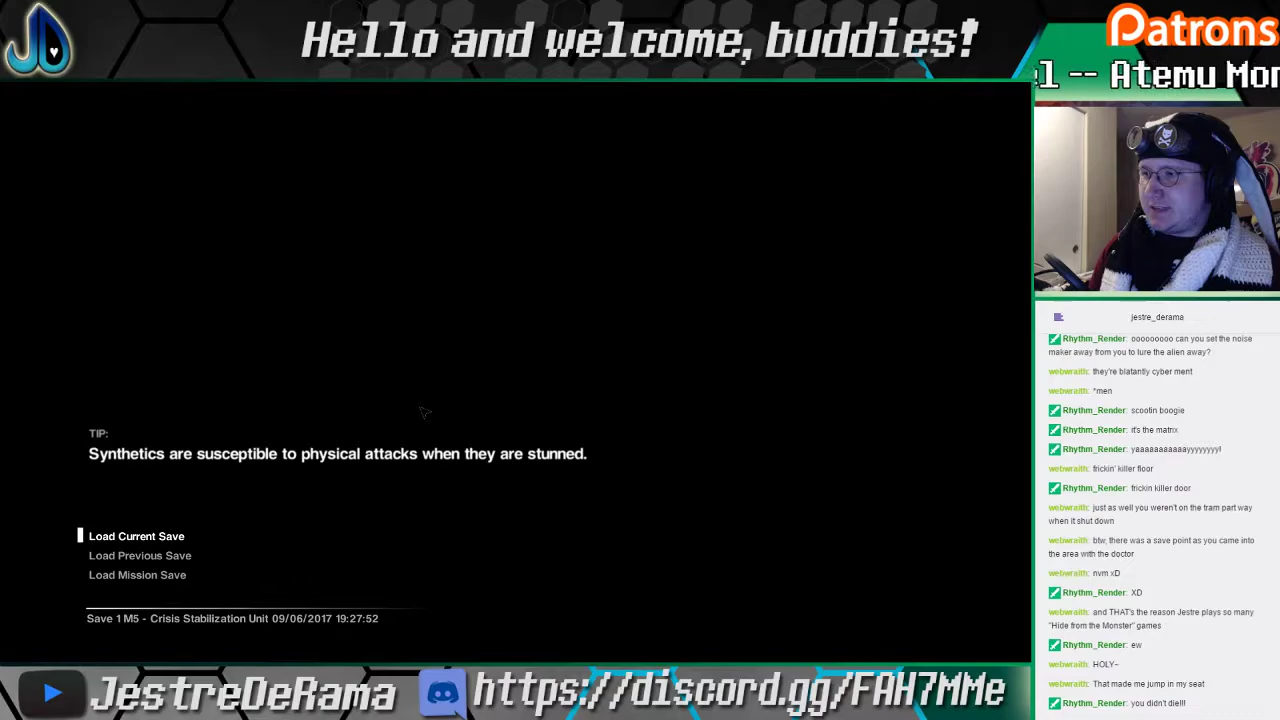 Hello and welcome, buddies!
Patrons
el -- Atemu Mor
TIP:
Synthetics are susceptible to physical attacks when they are stunned.
Load Current Save
Load Previous Save
Load Mission Save
Save 1 M5 - Crisis Stabilization Unit 09/06/2017 19:27:52
jestre_derama
Rhythm_Render: ooooooooo can you set the noise
maker away from you to lure the alien away?
webwraith: they're blatantly cyber ment
webwraith: *men
Rhythm_Render: scootin boogie
Rhythm_Render: it's the matrix
Rhythm_Render: yaaaaaaaaaayyyyyyyy!
webwraith: frickin' killer floor
Rhythm_Render: frickin killer door
webwraith: just as well you weren't on the tram part way
when it shut down
webwraith: btw, there was a save point as you came into
the area with the doctor
webwraith: nvm xD
Rhythm_Render: XD
webwraith: and THAT's the reason Jestre plays so many
"Hide from the Monster" games
Rhythm_Render: ew
webwraith: HOLY~
webwraith: That made me jump in my seat
Rhythm_Render: you didn't die!!!
JestreDeRama
https://discord.gg/FAH7MMe